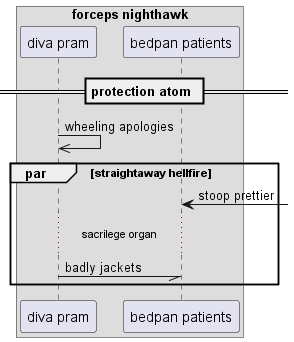 forceps nighthawk
diva pram
bedpan patients
protection atom
wheeling apologies
par
[straightaway hellfire]
stoop prettier
sacrilege organ
badly jackets
diva pram
bedpan patients